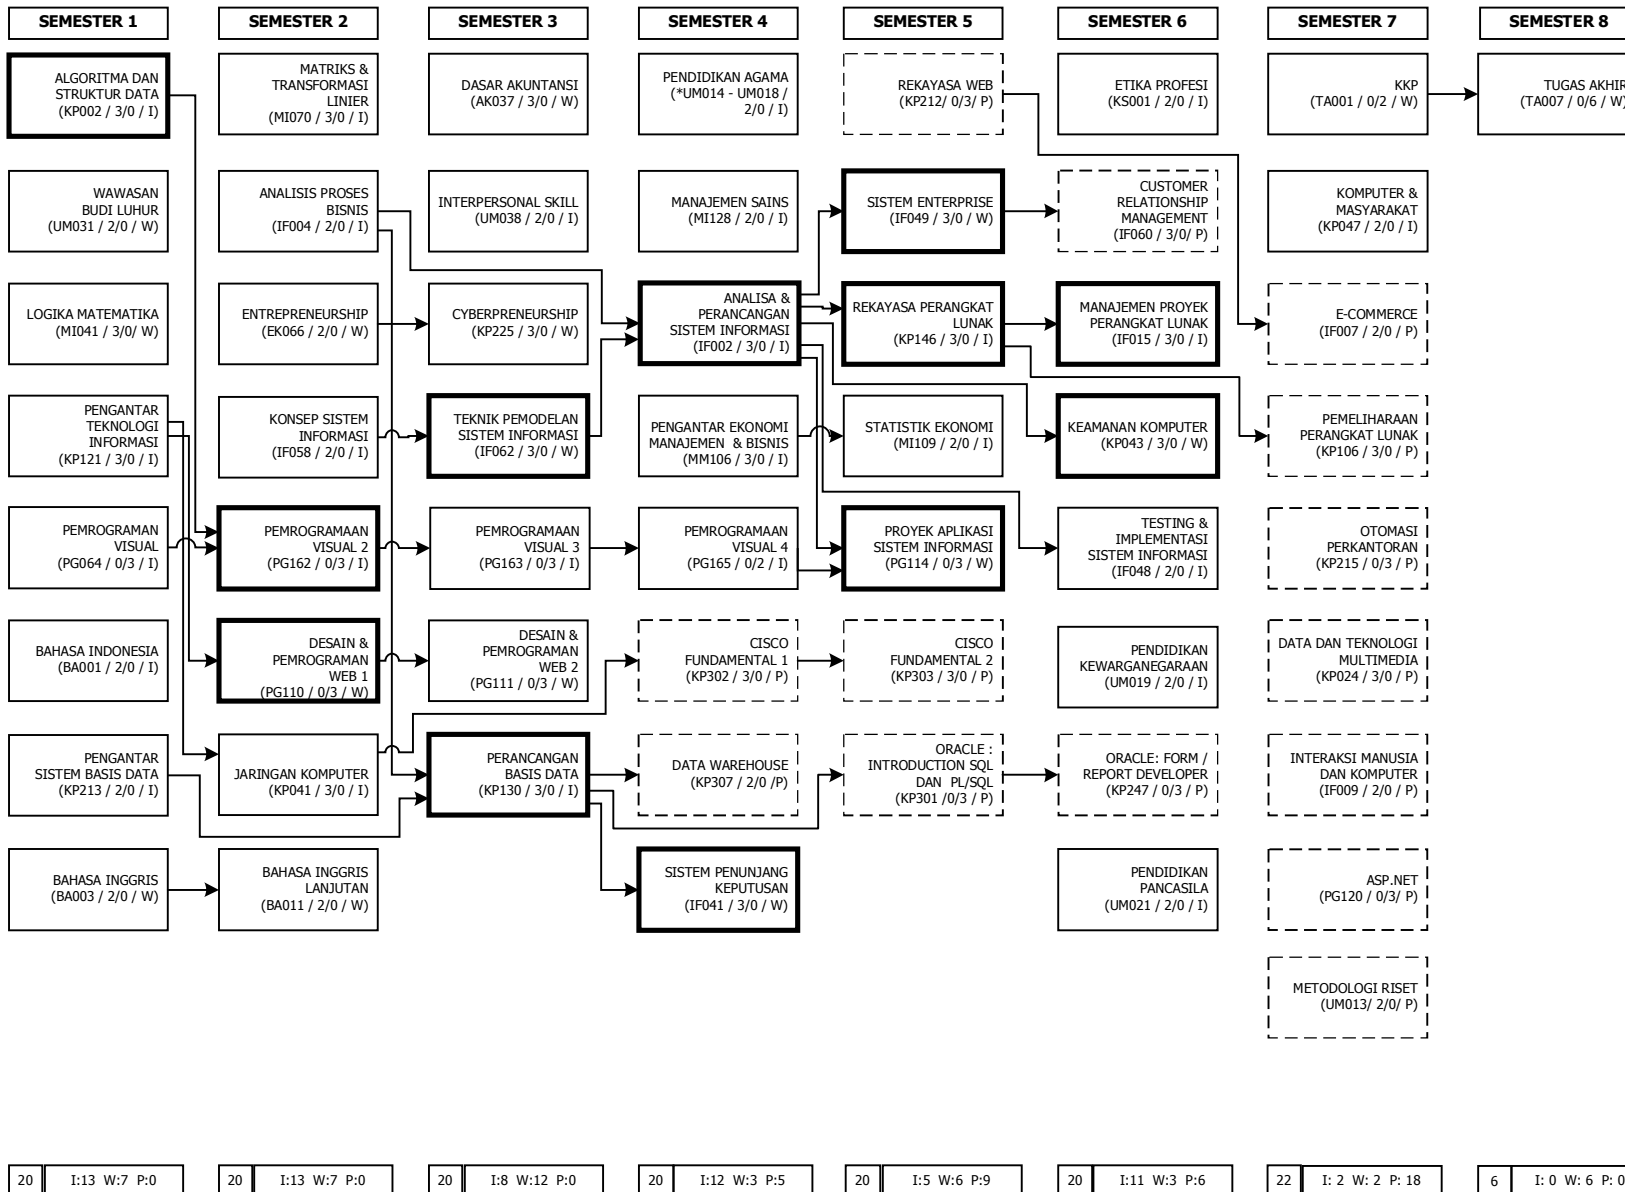 SEMESTER 1
ALGORITMA DAN
STRUKTUR DATA
(KP002 / 3/0 / I)
WAWASAN
BUDI LUHUR
(UM031 / 2/0 / W)
LOGIKA MATEMATIKA
(MI041 / 3/0/ W)
PENGANTAR
TEKNOLOGI
INFORMASI
(KP121 / 3/0 / I)
PEMROGRAMAN
VISUAL
(PG064 / 0/3 / I)
BAHASA INDONESIA
(BA001 / 2/0 / I)
PENGANTAR
SISTEM BASIS DATA
(KP213 / 2/0 / I)
BAHASA INGGRIS
(BA003 / 2/0 / W)
20
I:13 W:7 P:0
SEMESTER 2
MATRIKS &
TRANSFORMASI
LINIER
(MI070 / 3/0 / I)
ANALISIS PROSES
BISNIS
(IF004 / 2/0 / I)
ENTREPRENEURSHIP
(EK066 / 2/0 / W)
KONSEP SISTEM
INFORMASI
(IF058 / 2/0 / I)
PEMROGRAMAAN
VISUAL 2
(PG162 / 0/3 / I)
DESAIN &
PEMROGRAMAN
WEB 1
(PG110 / 0/3 / W)
JARINGAN KOMPUTER
(KP041 / 3/0 / I)
BAHASA INGGRIS
LANJUTAN
(BA011 / 2/0 / W)
20
I:13 W:7 P:0
SEMESTER 3
DASAR AKUNTANSI
(AK037 / 3/0 / W)
INTERPERSONAL SKILL
(UM038 / 2/0 / I)
CYBERPRENEURSHIP
(KP225 / 3/0 / W)
TEKNIK PEMODELAN
SISTEM INFORMASI
(IF062 / 3/0 / W)
PEMROGRAMAAN
VISUAL 3
(PG163 / 0/3 / I)
DESAIN &
PEMROGRAMAN
WEB 2
(PG111 / 0/3 / W)
PERANCANGAN
BASIS DATA
(KP130 / 3/0 / I)
20
I:8 W:12 P:0
SEMESTER 4
PENDIDIKAN AGAMA
(*UM014 - UM018 /
2/0 / I)
MANAJEMEN SAINS
(MI128 / 2/0 / I)
ANALISA &
PERANCANGAN
SISTEM INFORMASI
(IF002 / 3/0 / I)
PENGANTAR EKONOMI
MANAJEMEN & BISNIS
(MM106 / 3/0 / I)
PEMROGRAMAAN
VISUAL 4
(PG165 / 0/2 / I)
CISCO
FUNDAMENTAL 1
(KP302 / 3/0 / P)
DATA WAREHOUSE
(KP307 / 2/0 /P)
SISTEM PENUNJANG
KEPUTUSAN
(IF041 / 3/0 / W)
20
I:12 W:3 P:5
SEMESTER 5
REKAYASA WEB
(KP212/ 0/3/ P)
SISTEM ENTERPRISE
(IF049 / 3/0 / W)
REKAYASA PERANGKAT
LUNAK
(KP146 / 3/0 / I)
STATISTIK EKONOMI
(MI109 / 2/0 / I)
PROYEK APLIKASI
SISTEM INFORMASI
(PG114 / 0/3 / W)
CISCO
FUNDAMENTAL 2
(KP303 / 3/0 / P)
ORACLE :
INTRODUCTION SQL
DAN PL/SQL
(KP301 /0/3 / P)
20
I:5 W:6 P:9
SEMESTER 6
ETIKA PROFESI
(KS001 / 2/0 / I)
CUSTOMER
RELATIONSHIP
MANAGEMENT
(IF060 / 3/0/ P)
MANAJEMEN PROYEK
PERANGKAT LUNAK
(IF015 / 3/0 / I)
KEAMANAN KOMPUTER
(KP043 / 3/0 / W)
TESTING &
IMPLEMENTASI
SISTEM INFORMASI
(IF048 / 2/0 / I)
PENDIDIKAN
KEWARGANEGARAAN
(UM019 / 2/0 / I)
ORACLE: FORM /
REPORT DEVELOPER
(KP247 / 0/3 / P)
PENDIDIKAN
PANCASILA
(UM021 / 2/0 / I)
20
I:11 W:3 P:6
SEMESTER 7
KKP
(TA001 / 0/2 / W)
KOMPUTER &
MASYARAKAT
(KP047 / 2/0 / I)
E-COMMERCE
(IF007 / 2/0 / P)
PEMELIHARAAN
PERANGKAT LUNAK
(KP106 / 3/0 / P)
OTOMASI
PERKANTORAN
(KP215 / 0/3 / P)
DATA DAN TEKNOLOGI
MULTIMEDIA
(KP024 / 3/0 / P)
INTERAKSI MANUSIA
DAN KOMPUTER
(IF009 / 2/0 / P)
ASP.NET
(PG120 / 0/3/ P)
METODOLOGI RISET
(UM013/ 2/0/ P)
22
I: 2 W: 2 P: 18
SEMESTER 8
TUGAS AKHIR
(TA007 / 0/6 / W)
6
I: 0 W: 6 P: 0